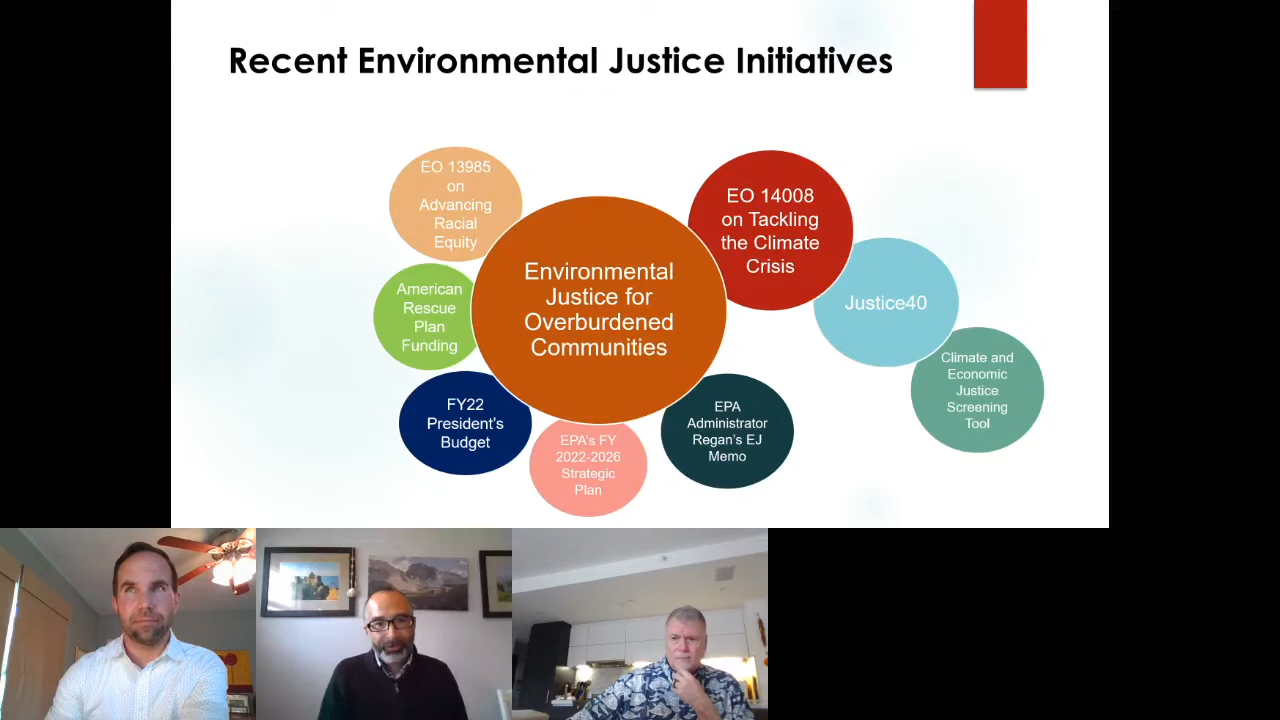 Recent Environmental Justice Initiatives
EO 13985
on
Advancing
Racial
Equity
American
Rescue
Plan
Funding
FY22
President's
Budget
EPA's FY
2022-2026
Strategic
Plan
EPA
Administrator
Regan's EJ
Memo
Environmental
Justice for
Overburdened
Communities
EO 14008
on Tackling
the Climate
Crisis
Justice40
Climate and
Economic
Justice
Screening
Tool